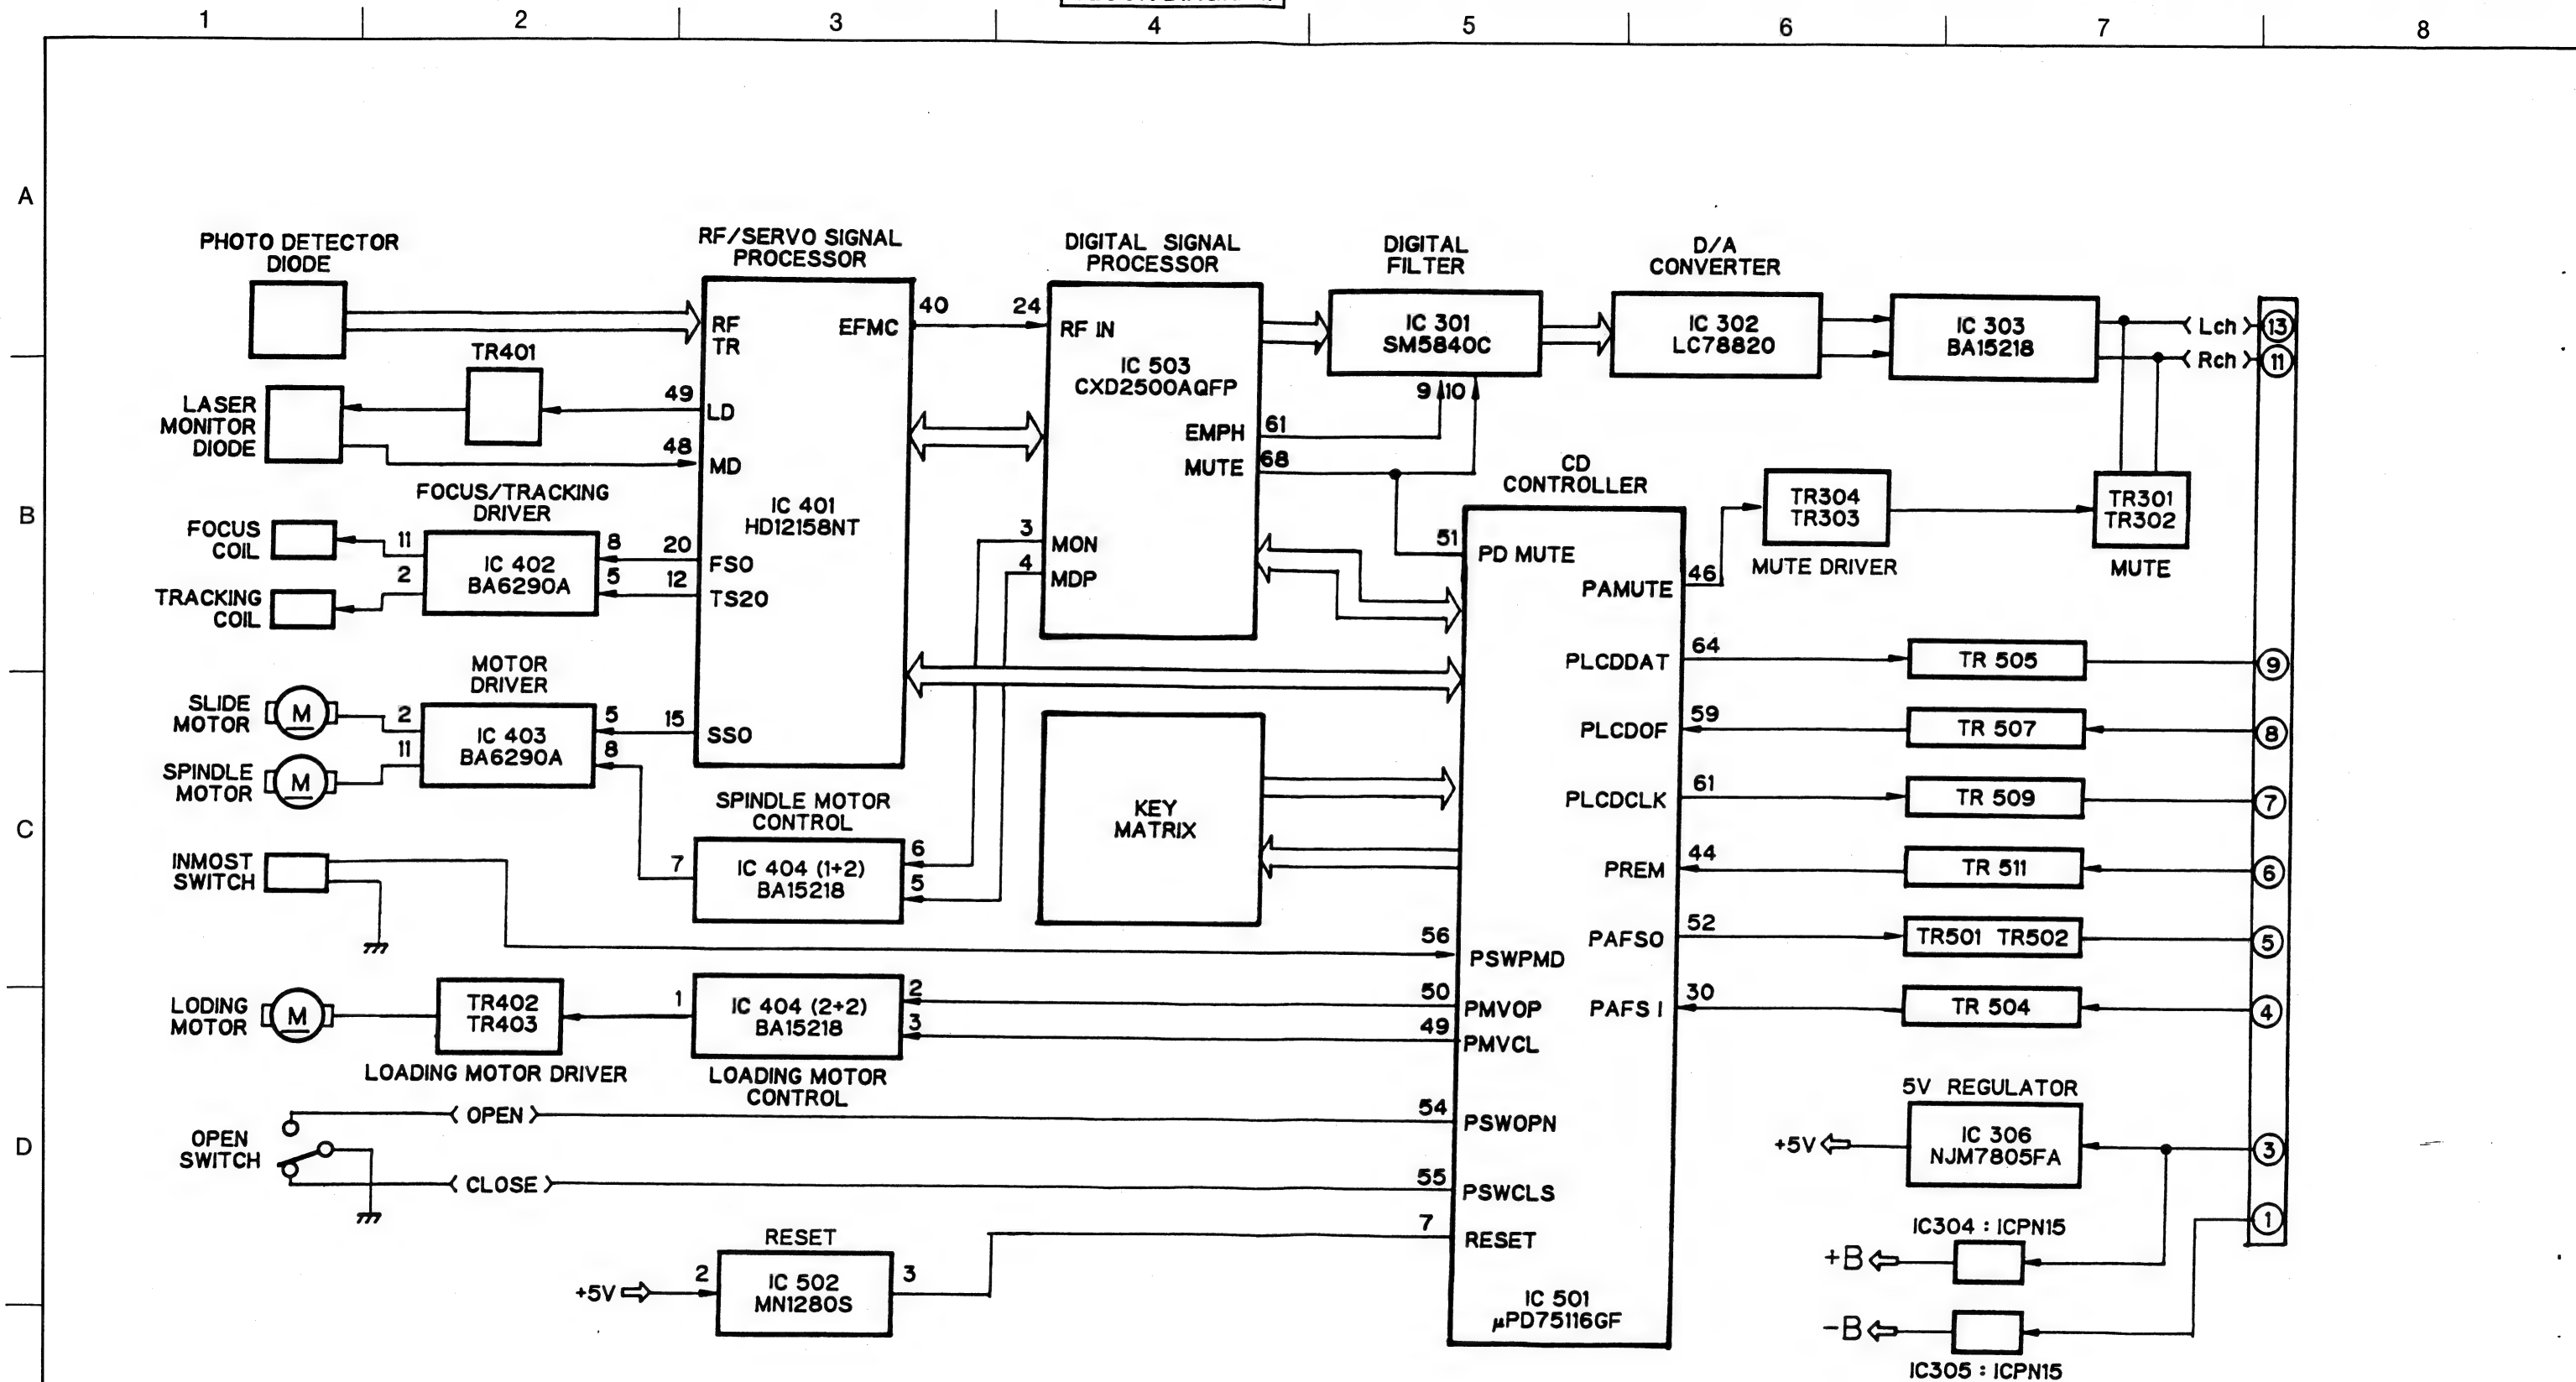 1 2 3 4 5 6 7 8
A
B
C
D
PHOTO DETECTOR
DIODE
RF/SERVO SIGNAL
PROCESSOR
DIGITAL SIGNAL
PROCESSOR
DIGITAL
FILTER
D/A
CONVERTER
RF
TR
EFMC
40
24
RF IN
IC 503
CXD2500AQFP
IC 301
SM5840C
IC 302
LC78820
IC 303
BA15218
Lch
13
Rch
11
TR401
LASER
MONITOR
DIODE
49
LD
48
MD
9
10
EMPH
61
MUTE
68
FOCUS/TRACKING
DRIVER
IC 401
HD12158NT
CD
CONTROLLER
TR304
TR303
MUTE DRIVER
TR301
TR302
MUTE
FOCUS
COIL
11
IC 402
BA6290A
8
20
FSO
2
5
12
TS20
TRACKING
COIL
3
MON
4
MDP
51
PD MUTE
PAMUTE
46
PLCDDAT
64
TR 505
9
MOTOR
DRIVER
SLIDE
MOTOR
M
2
IC 403
BA6290A
5
15
SSO
11
8
SPINDLE
MOTOR
M
PLCDOF
59
TR 507
8
SPINDLE MOTOR
CONTROL
KEY
MATRIX
PLCDCLK
61
TR 509
7
INMOST
SWITCH
7
IC 404 (1+2)
BA15218
6
5
PREM
44
TR 511
6
56
PSWPMD
PAFSO
52
TR501 TR502
5
LODING
MOTOR
M
TR402
TR403
LOADING MOTOR DRIVER
1
IC 404 (2+2)
BA15218
2
3
LOADING MOTOR
CONTROL
50
PMVOP
49
PMVCL
PAFS I
30
TR 504
4
OPEN
SWITCH
OPEN
54
PSWOPN
CLOSE
55
PSWCLS
5V REGULATOR
+5V
IC 306
NJM7805FA
3
1
RESET
+5V
2
IC 502
MN1280S
3
7
RESET
IC 501
μPD75116GF
IC304 : ICPN15
+B
-B
IC305 : ICPN15